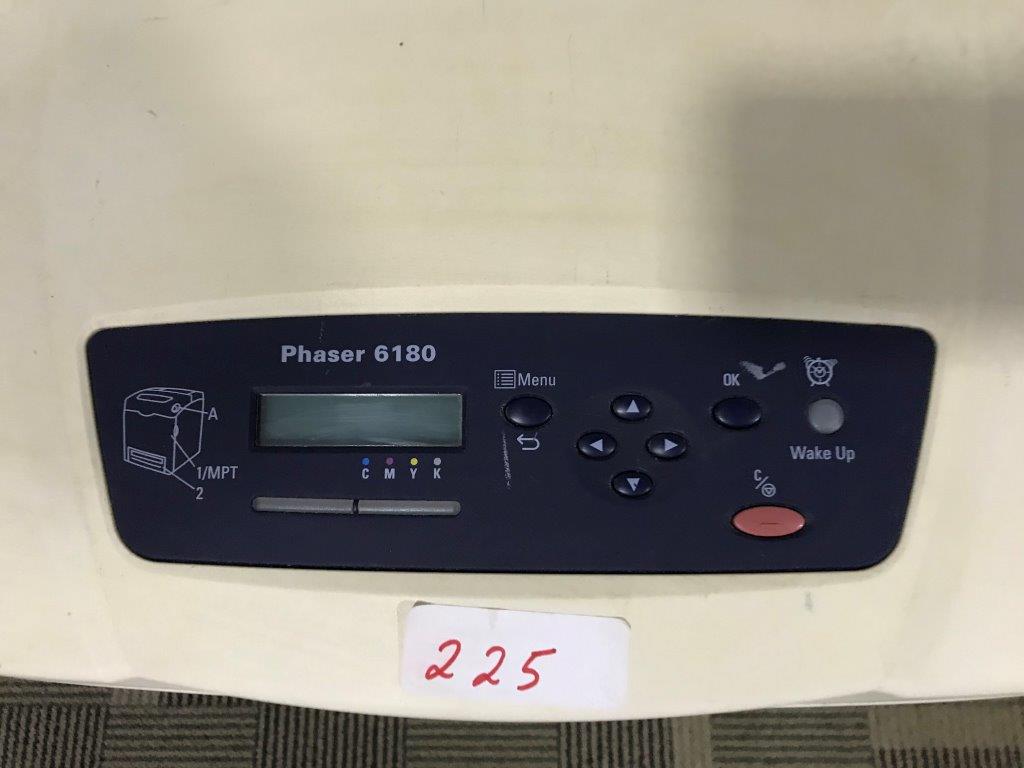 Phaser 6180
Menu
OK
A
Wake Up
C M Y K
1/MPT
2
C/
225